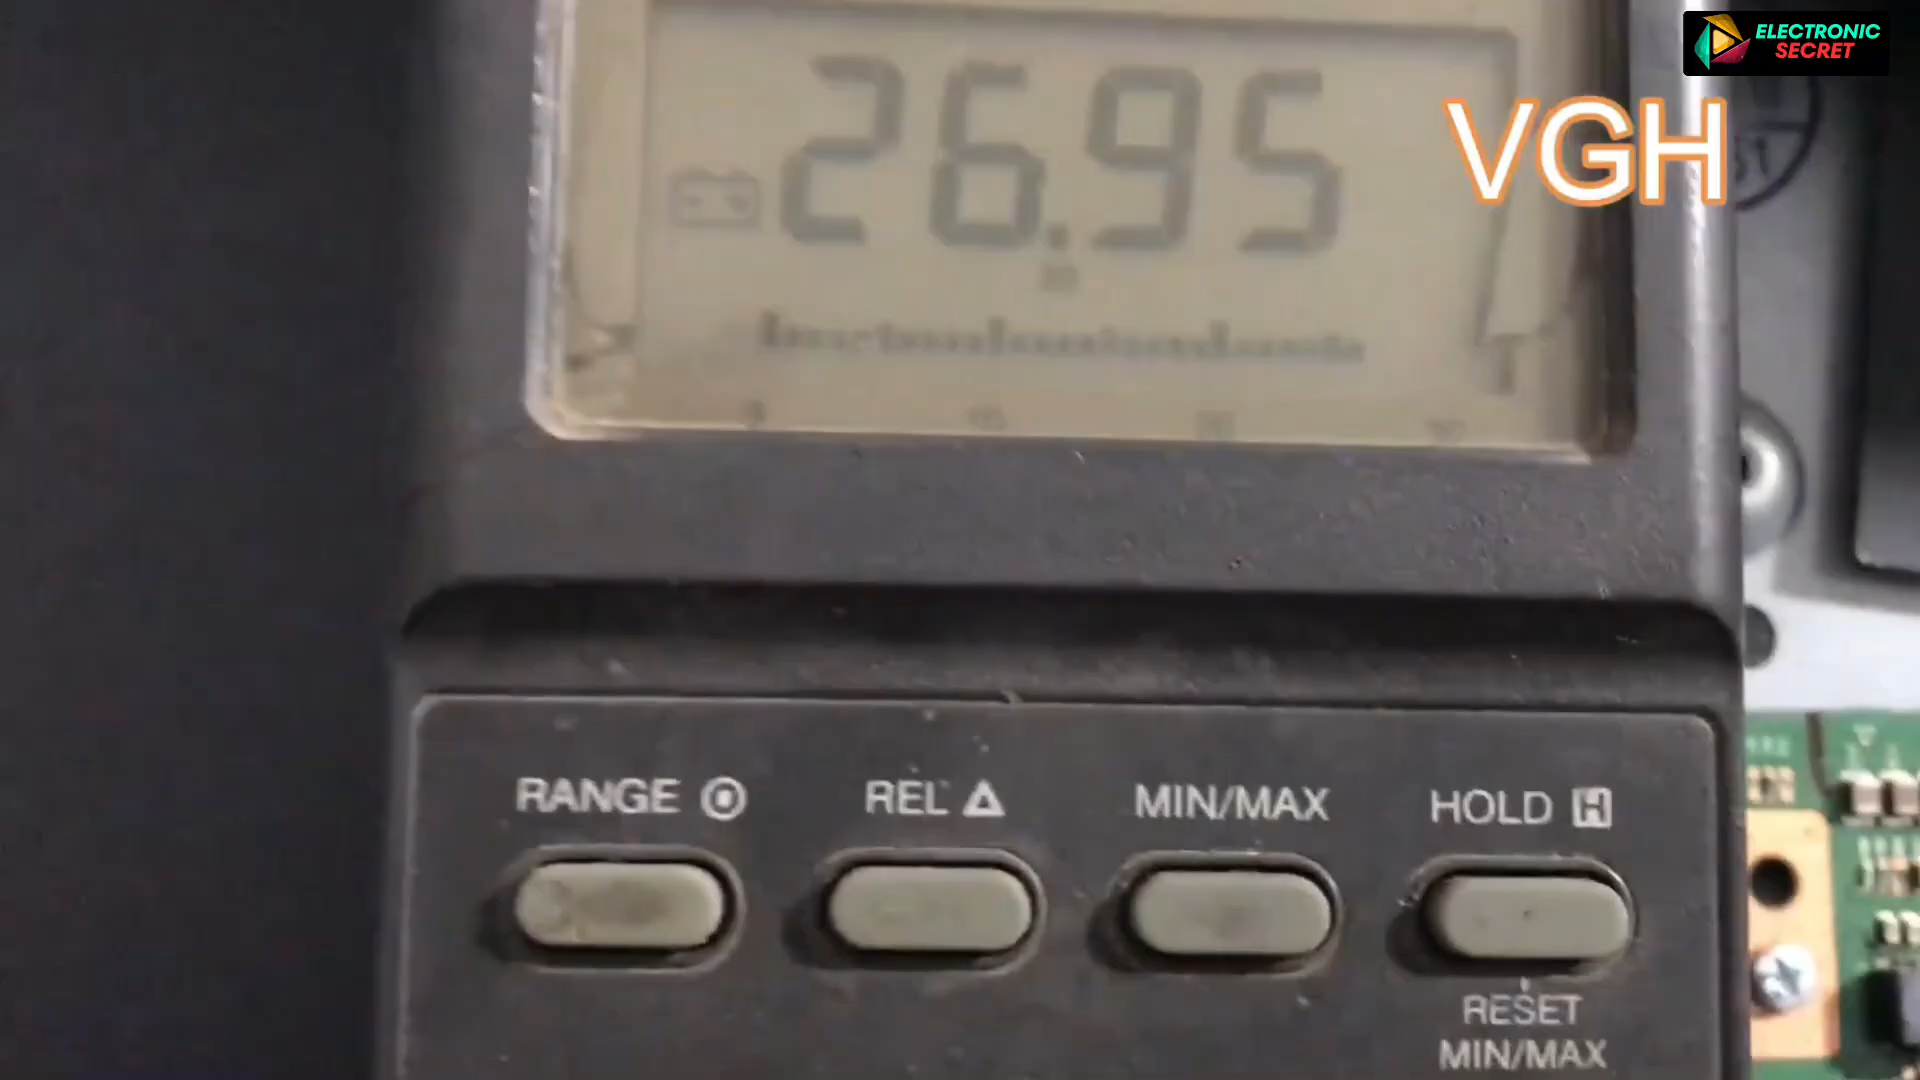 ELECTRONIC
SECRET
26.95
VGH
RANGE
REL
MIN/MAX
HOLD H
RESET
MIN/MAX